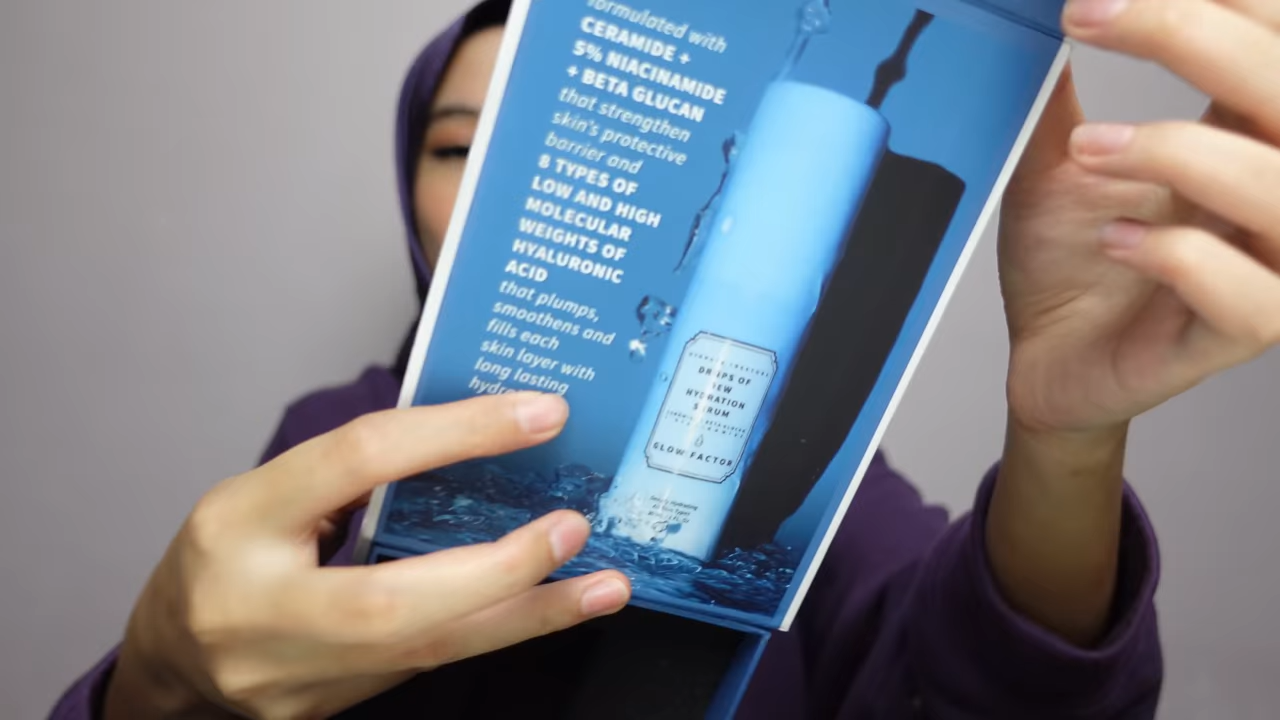 formulated with
CERAMIDE +
5% NIACINAMIDE
+ BETA GLUCAN
that strengthen
skin's protective
barrier and
8 TYPES OF
LOW AND HIGH
MOLECULAR
WEIGHTS OF
HYALURONIC
ACID
that plumps,
smoothens and
fills each
skin layer with
long lasting
DROPS OF
DEW
HYDRATION
SERUM
GLOW FACTOR